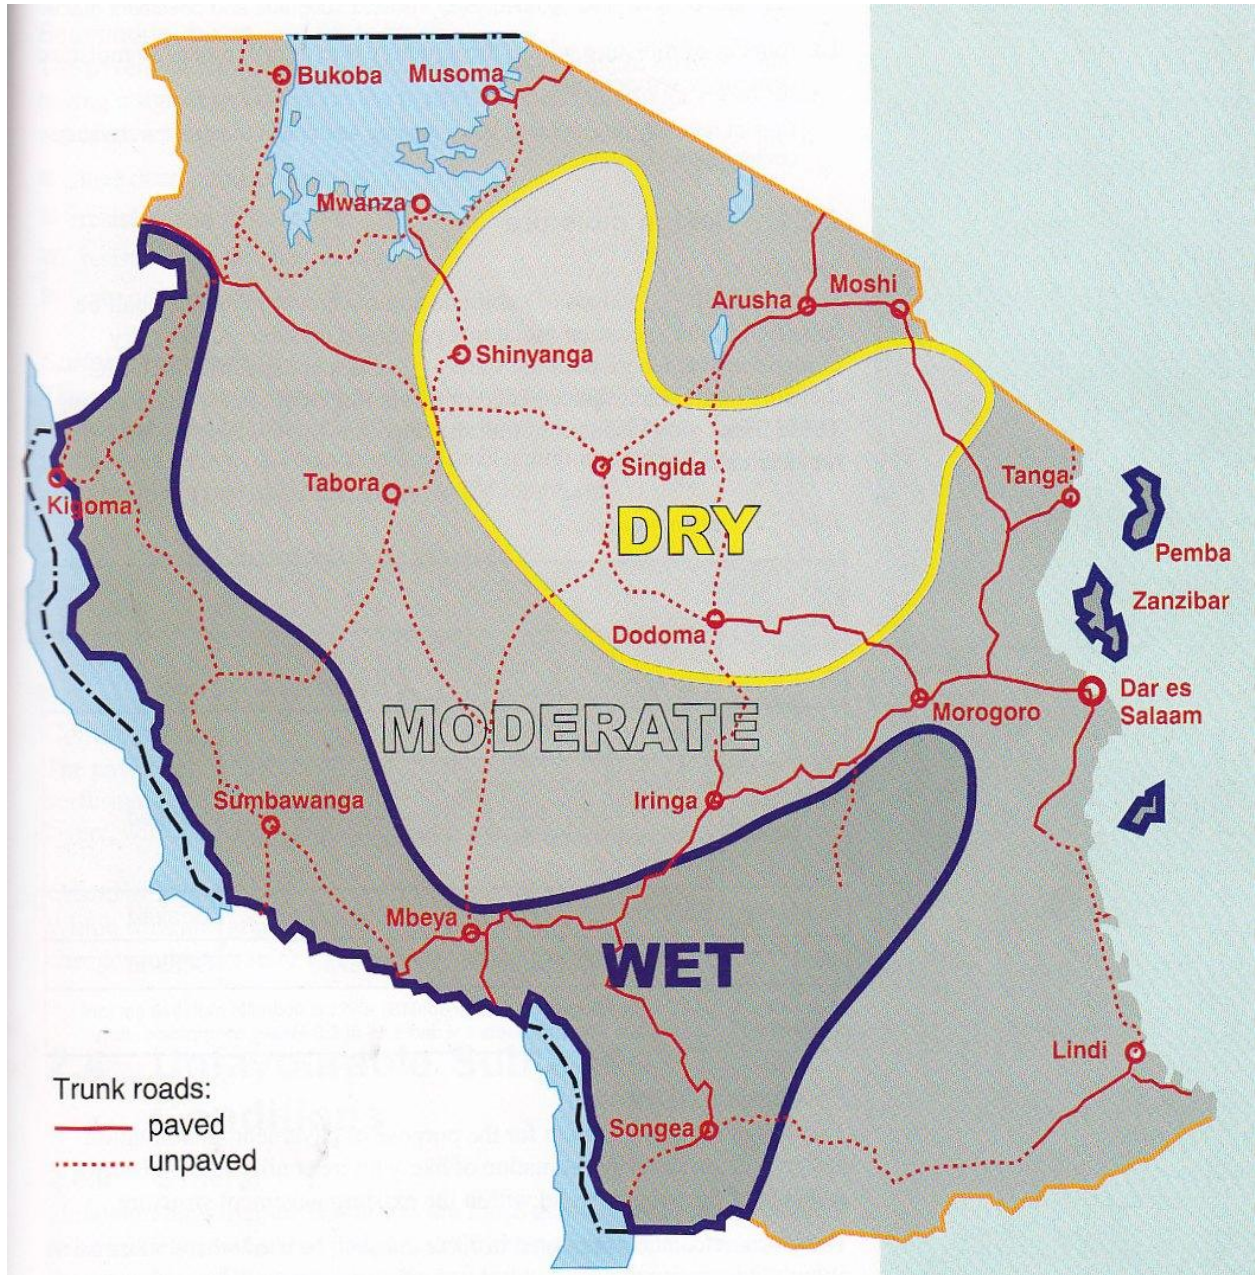 Bukoba
Musoma
Mwanza
Arusha
Moshi
Shinyanga
Singida
Tabora
Tanga
Kigoma
DRY
Pemba
Zanzibar
Dodoma
Dar es
Salaam
MODERATE
Morogoro
Sumbawanga
Iringa
Mbeya
WET
Lindi
Songea
Trunk roads:
paved
unpaved